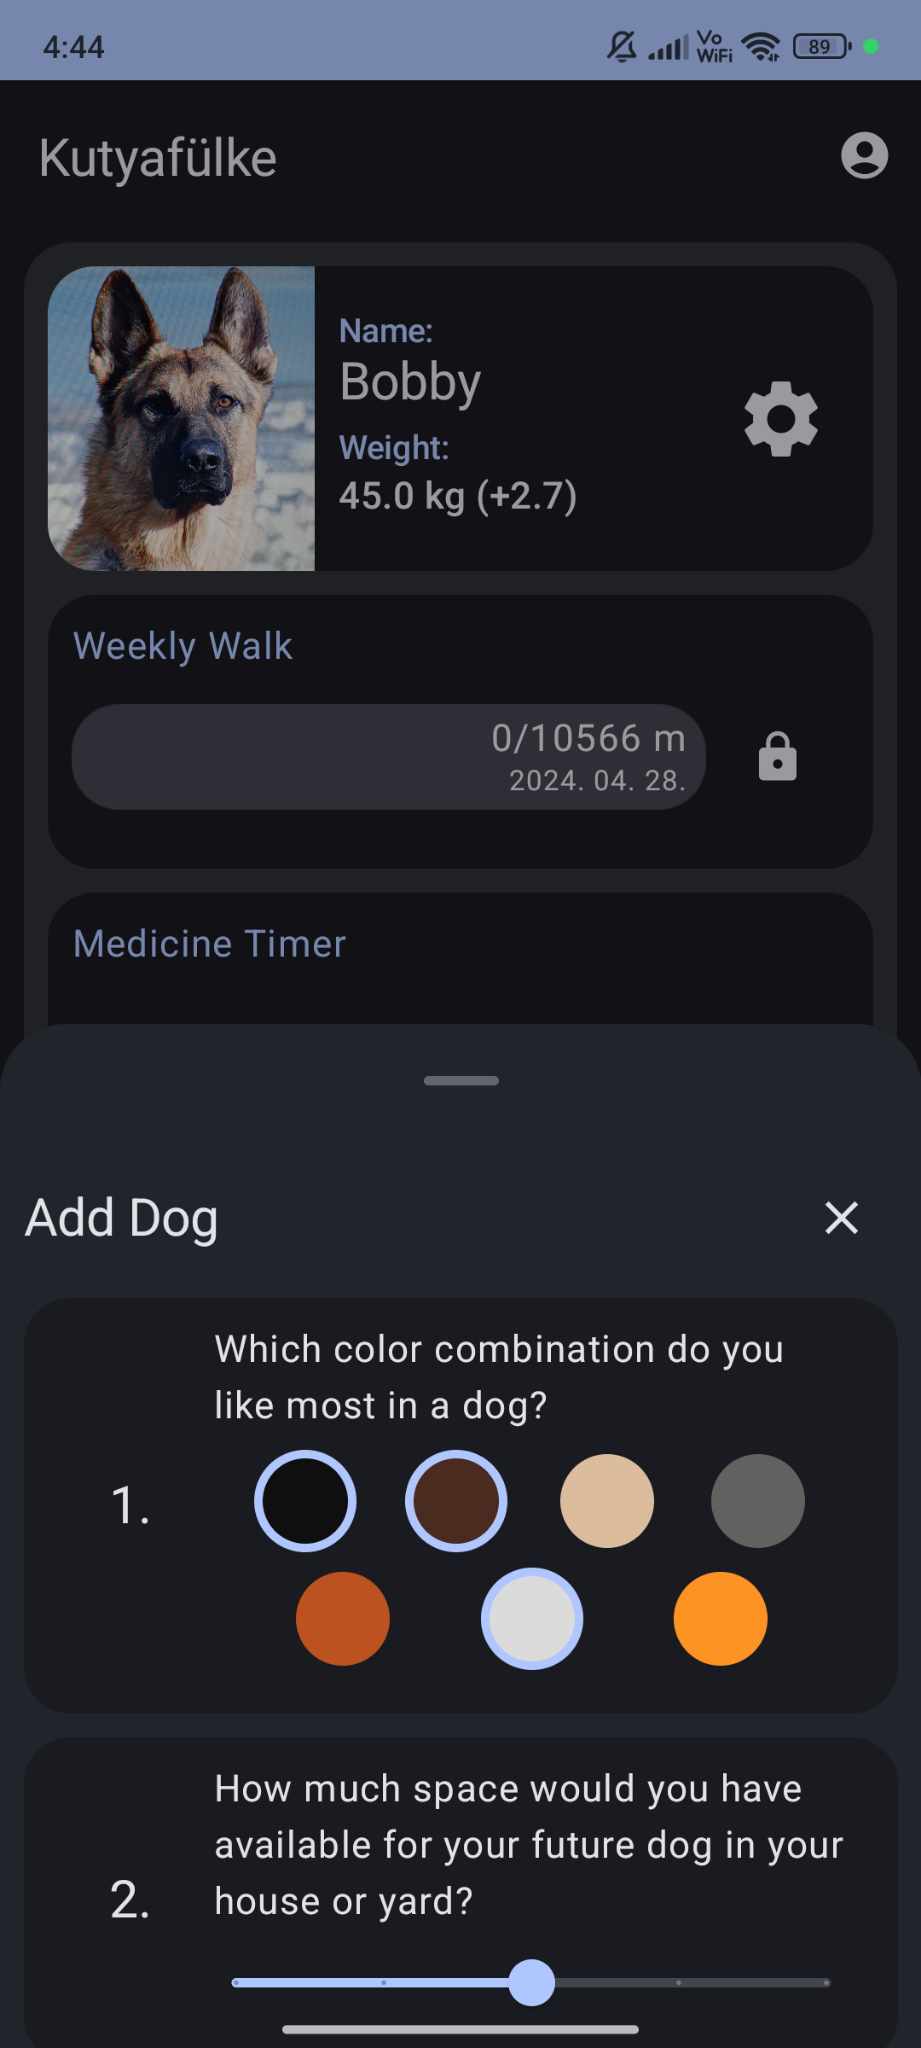 4:44
Vo
WiFi
89
Kutyafülke
Name:
Bobby
Weight:
45.0 kg (+2.7)
Weekly Walk
0/10566 m
2024. 04. 28.
Medicine Timer
Add Dog
Which color combination do you
like most in a dog?
1.
How much space would you have
available for your future dog in your
house or yard?
2.